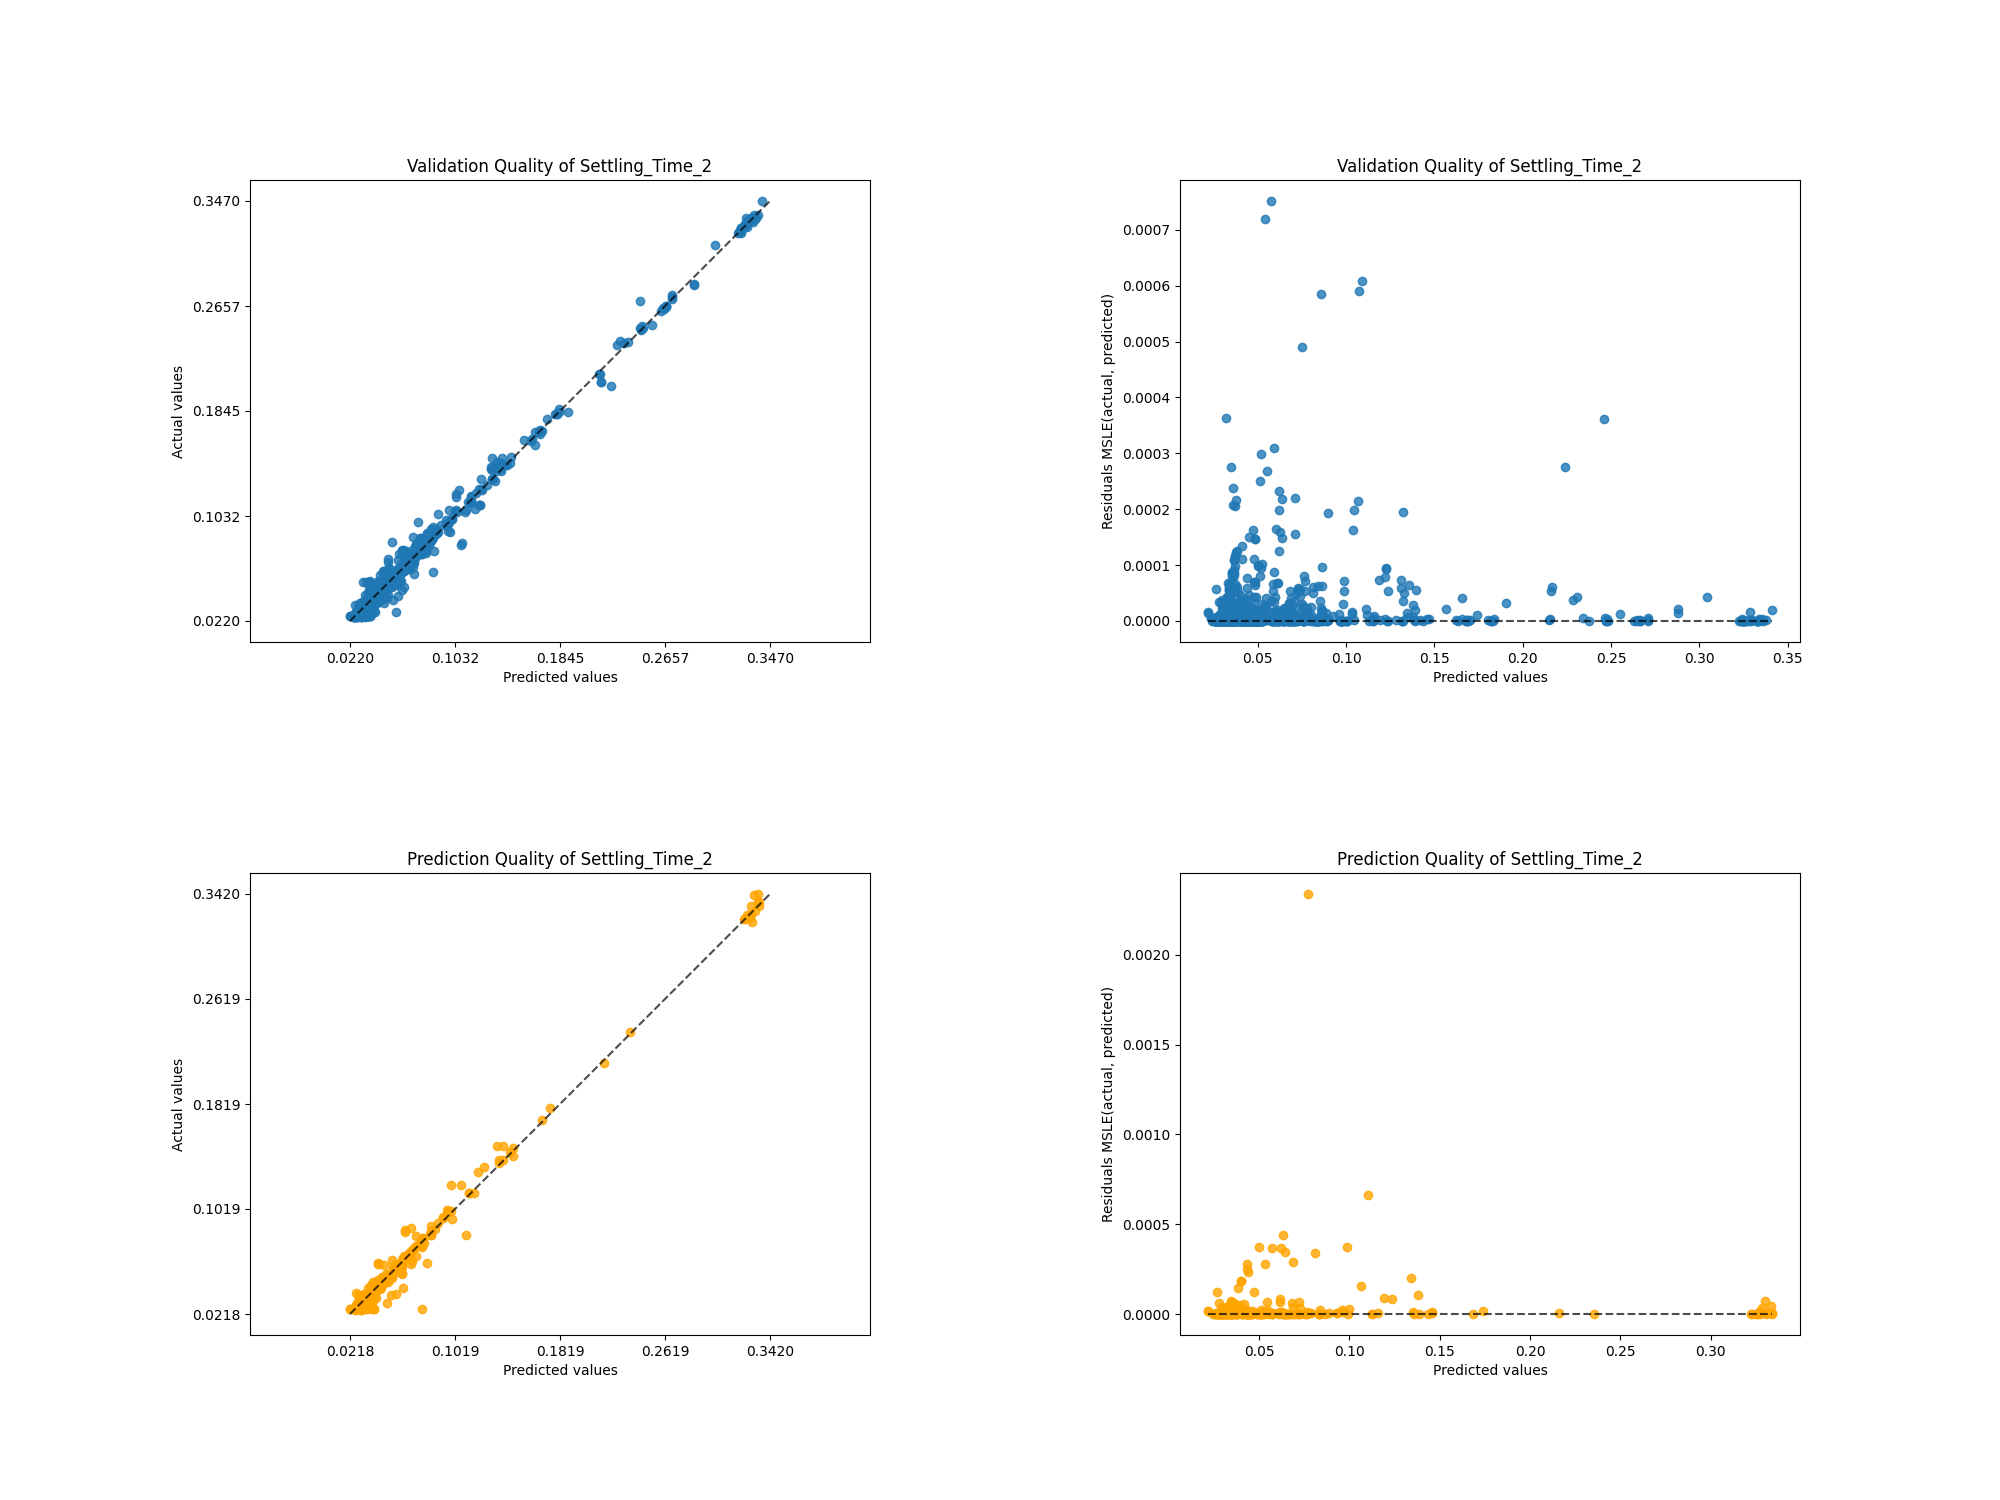 Validation Quality of Settling_Time_2
Actual values
0.3470
0.2657
0.1845
0.1032
0.0220
0.0220 0.1032 0.1845 0.2657 0.3470
Predicted values
Validation Quality of Settling_Time_2
Residuals MSLE(actual, predicted)
0.0007
0.0006
0.0005
0.0004
0.0003
0.0002
0.0001
0.0000
0.05 0.10 0.15 0.20 0.25 0.30 0.35
Predicted values
Prediction Quality of Settling_Time_2
Actual values
0.3420
0.2619
0.1819
0.1019
0.0218
0.0218 0.1019 0.1819 0.2619 0.3420
Predicted values
Prediction Quality of Settling_Time_2
Residuals MSLE(actual, predicted)
0.0020
0.0015
0.0010
0.0005
0.0000
0.05 0.10 0.15 0.20 0.25 0.30
Predicted values